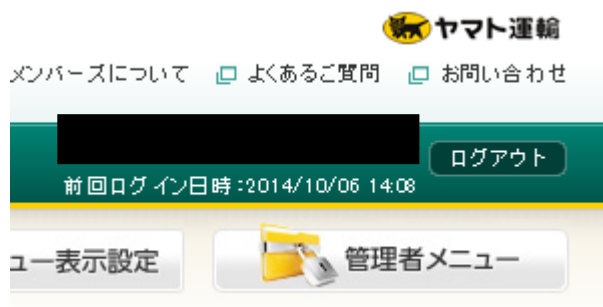 ヤマト運輸
メンバーズについて よくあるご質問 お問い合わせ
ログアウト
前回ログイン日時:2014/10/06 14:08
ュー表示設定 管理者メニュー